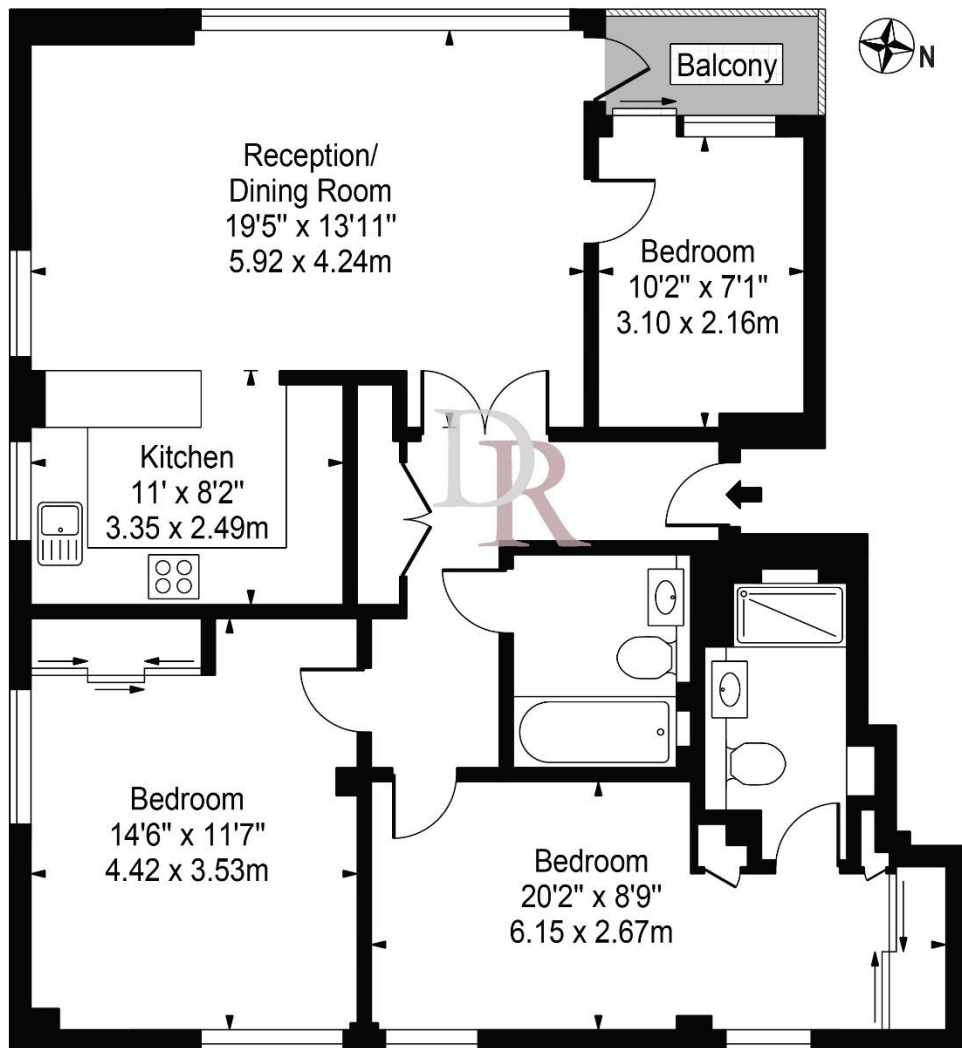 N
Balcony
Reception/
Dining Room
19'5" x 13'11"
5.92 x 4.24m
Bedroom
10'2" x 7'1"
3.10 x 2.16m
Kitchen
11' x 8'2"
3.35 x 2.49m
DR
Bedroom
14'6" x 11'7"
4.42 x 3.53m
Bedroom
20'2" x 8'9"
6.15 x 2.67m